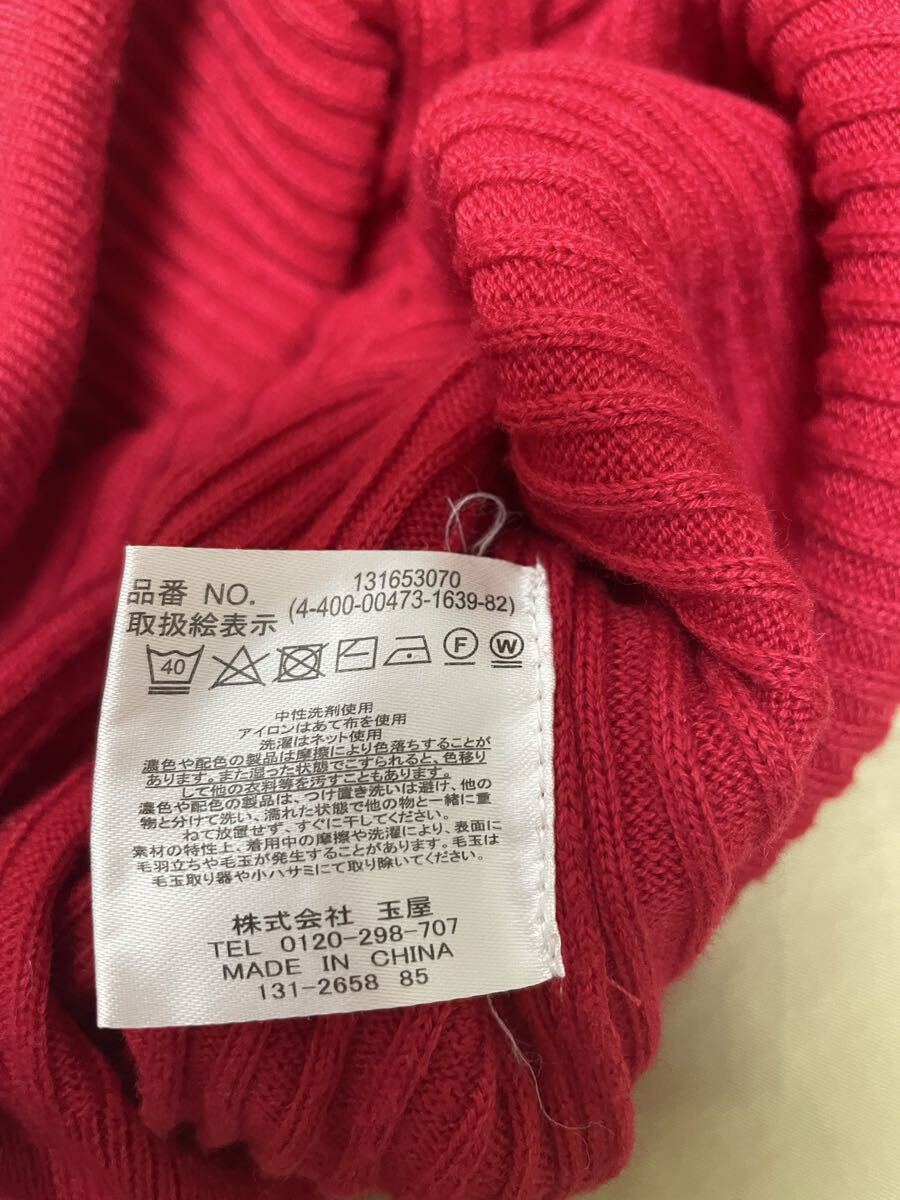 品番 NO. 131653070
(4-400-00473-1639-82)
取扱絵表示
40 F W
中性洗剤使用
アイロンはあて布を使用
洗濯はネット使用
濃色や配色の製品は摩擦により色落ちすることが
あります。また湿った状態でこすられると、色移り
して他の衣料等を汚すこともあります。
濃色や配色の製品は、つけ置き洗いは避け、他の
物と分けて洗い、濡れた状態で他の物と一緒に重
ねて放置せず、すぐに干してください。
素材の特性上、着用中の摩擦や洗濯により、表面に
毛羽立ちや毛玉が発生することがあります。毛玉は
毛玉取り器や小ハサミにて取り除いてください。
株式会社 玉屋
TEL 0120-298-707
MADE IN CHINA
131-2658 85